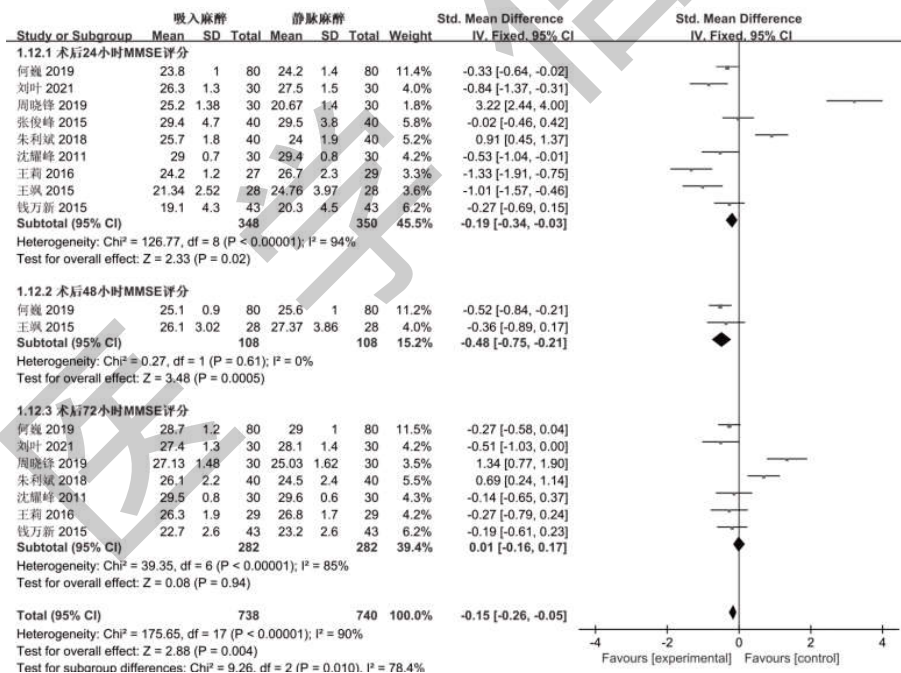 吸入麻醉 静脉麻醉 Std. Mean Difference Std. Mean Difference
Study or Subgroup Mean SD Total Mean SD Total Weight IV. Fixed. 95% CI IV. Fixed. 95% CI
1.12.1 术后24小时MMSE评分
何巍 2019 23.8 1 80 24.2 1.4 80 11.4% -0.33 [-0.64, -0.02]
刘叶 2021 26.3 1.3 30 27.5 1.5 30 4.0% -0.84 [-1.37, -0.31]
周晓锋 2019 25.2 1.38 30 20.67 1.4 30 1.8% 3.22 [2.44, 4.00]
张俊峰 2015 29.4 4.7 40 29.5 3.8 40 5.8% -0.02 [-0.46, 0.42]
朱利斌 2018 25.7 1.8 40 24 1.9 40 5.2% 0.91 [0.45, 1.37]
沈耀峰 2011 29 0.7 30 29.4 0.8 30 4.2% -0.53 [-1.04, -0.01]
王莉 2016 24.2 1.2 27 26.7 2.3 29 3.3% -1.33 [-1.91, -0.75]
王飒 2015 21.34 2.52 28 24.76 3.97 28 3.6% -1.01 [-1.57, -0.46]
钱万新 2015 19.1 4.3 43 20.3 4.5 43 6.2% -0.27 [-0.69, 0.15]
Subtotal (95% CI) 348 350 45.5% -0.19 [-0.34, -0.03]
Heterogeneity: Chi² = 126.77, df = 8 (P < 0.00001); I² = 94%
Test for overall effect: Z = 2.33 (P = 0.02)
1.12.2 术后48小时MMSE评分
何巍 2019 25.1 0.9 80 25.6 1 80 11.2% -0.52 [-0.84, -0.21]
王飒 2015 26.1 3.02 28 27.37 3.86 28 4.0% -0.36 [-0.89, 0.17]
Subtotal (95% CI) 108 108 15.2% -0.48 [-0.75, -0.21]
Heterogeneity: Chi² = 0.27, df = 1 (P = 0.61); I² = 0%
Test for overall effect: Z = 3.48 (P = 0.0005)
1.12.3 术后72小时MMSE评分
何巍 2019 28.7 1.2 80 29 1 80 11.5% -0.27 [-0.58, 0.04]
刘叶 2021 27.4 1.3 30 28.1 1.4 30 4.2% -0.51 [-1.03, 0.00]
周晓锋 2019 27.13 1.48 30 25.03 1.62 30 3.5% 1.34 [0.77, 1.90]
朱利斌 2018 26.1 2.2 40 24.5 2.4 40 5.4% 0.69 [0.24, 1.14]
沈耀峰 2011 29.5 0.8 30 29.6 0.6 30 4.4% -0.14 [-0.65, 0.37]
王莉 2016 26.3 1.9 29 26.8 1.7 29 4.2% -0.27 [-0.79, 0.24]
钱万新 2015 22.7 2.6 43 23.2 2.6 43 6.2% -0.19 [-0.61, 0.23]
Subtotal (95% CI) 282 282 39.4% 0.01 [-0.16, 0.17]
Heterogeneity: Chi² = 39.35, df = 6 (P < 0.00001); I² = 85%
Test for overall effect: Z = 0.08 (P = 0.94)
Total (95% CI) 738 740 100.0% -0.15 [-0.26, -0.05]
Heterogeneity: Chi² = 175.65, df = 17 (P < 0.00001); I² = 90%
Test for overall effect: Z = 2.88 (P = 0.004)
Test for subgroup differences: Chi² = 9.26, df = 2 (P = 0.010), I² = 78.4%
-4 -2 0 2 4
Favours [experimental] Favours [control]
医学